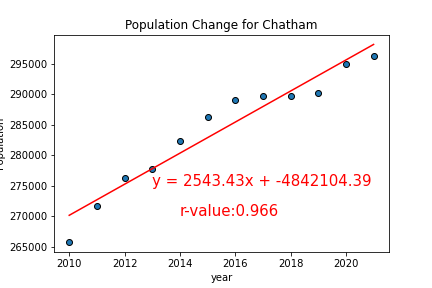 Population Change for Chatham
295000
290000
285000
280000
275000
270000
265000
y = 2543.43x + -4842104.39
r-value:0.966
2010 2012 2014 2016 2018 2020
year